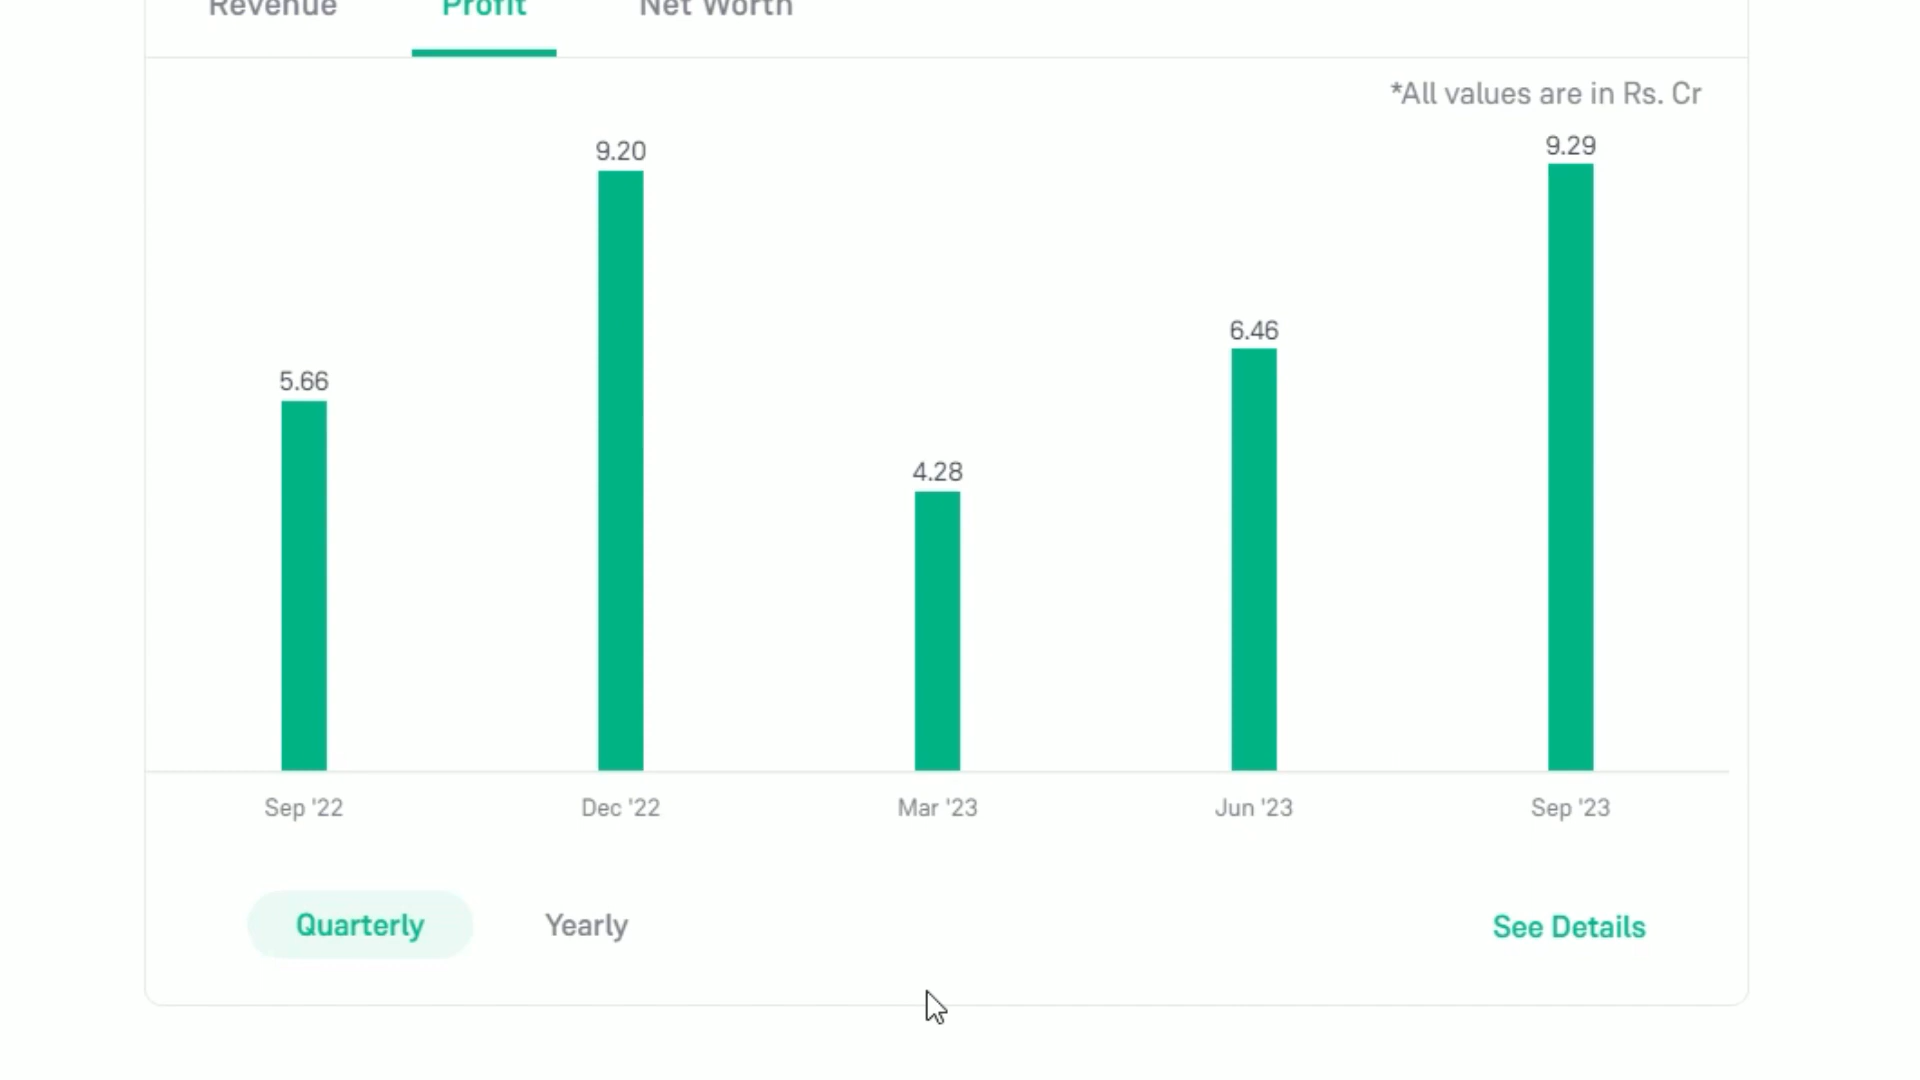 Revenue Profit Net Worth
*All values are in Rs. Cr
5.66 9.20 4.28 6.46 9.29
Sep '22 Dec '22 Mar '23 Jun '23 Sep '23
Quarterly Yearly See Details